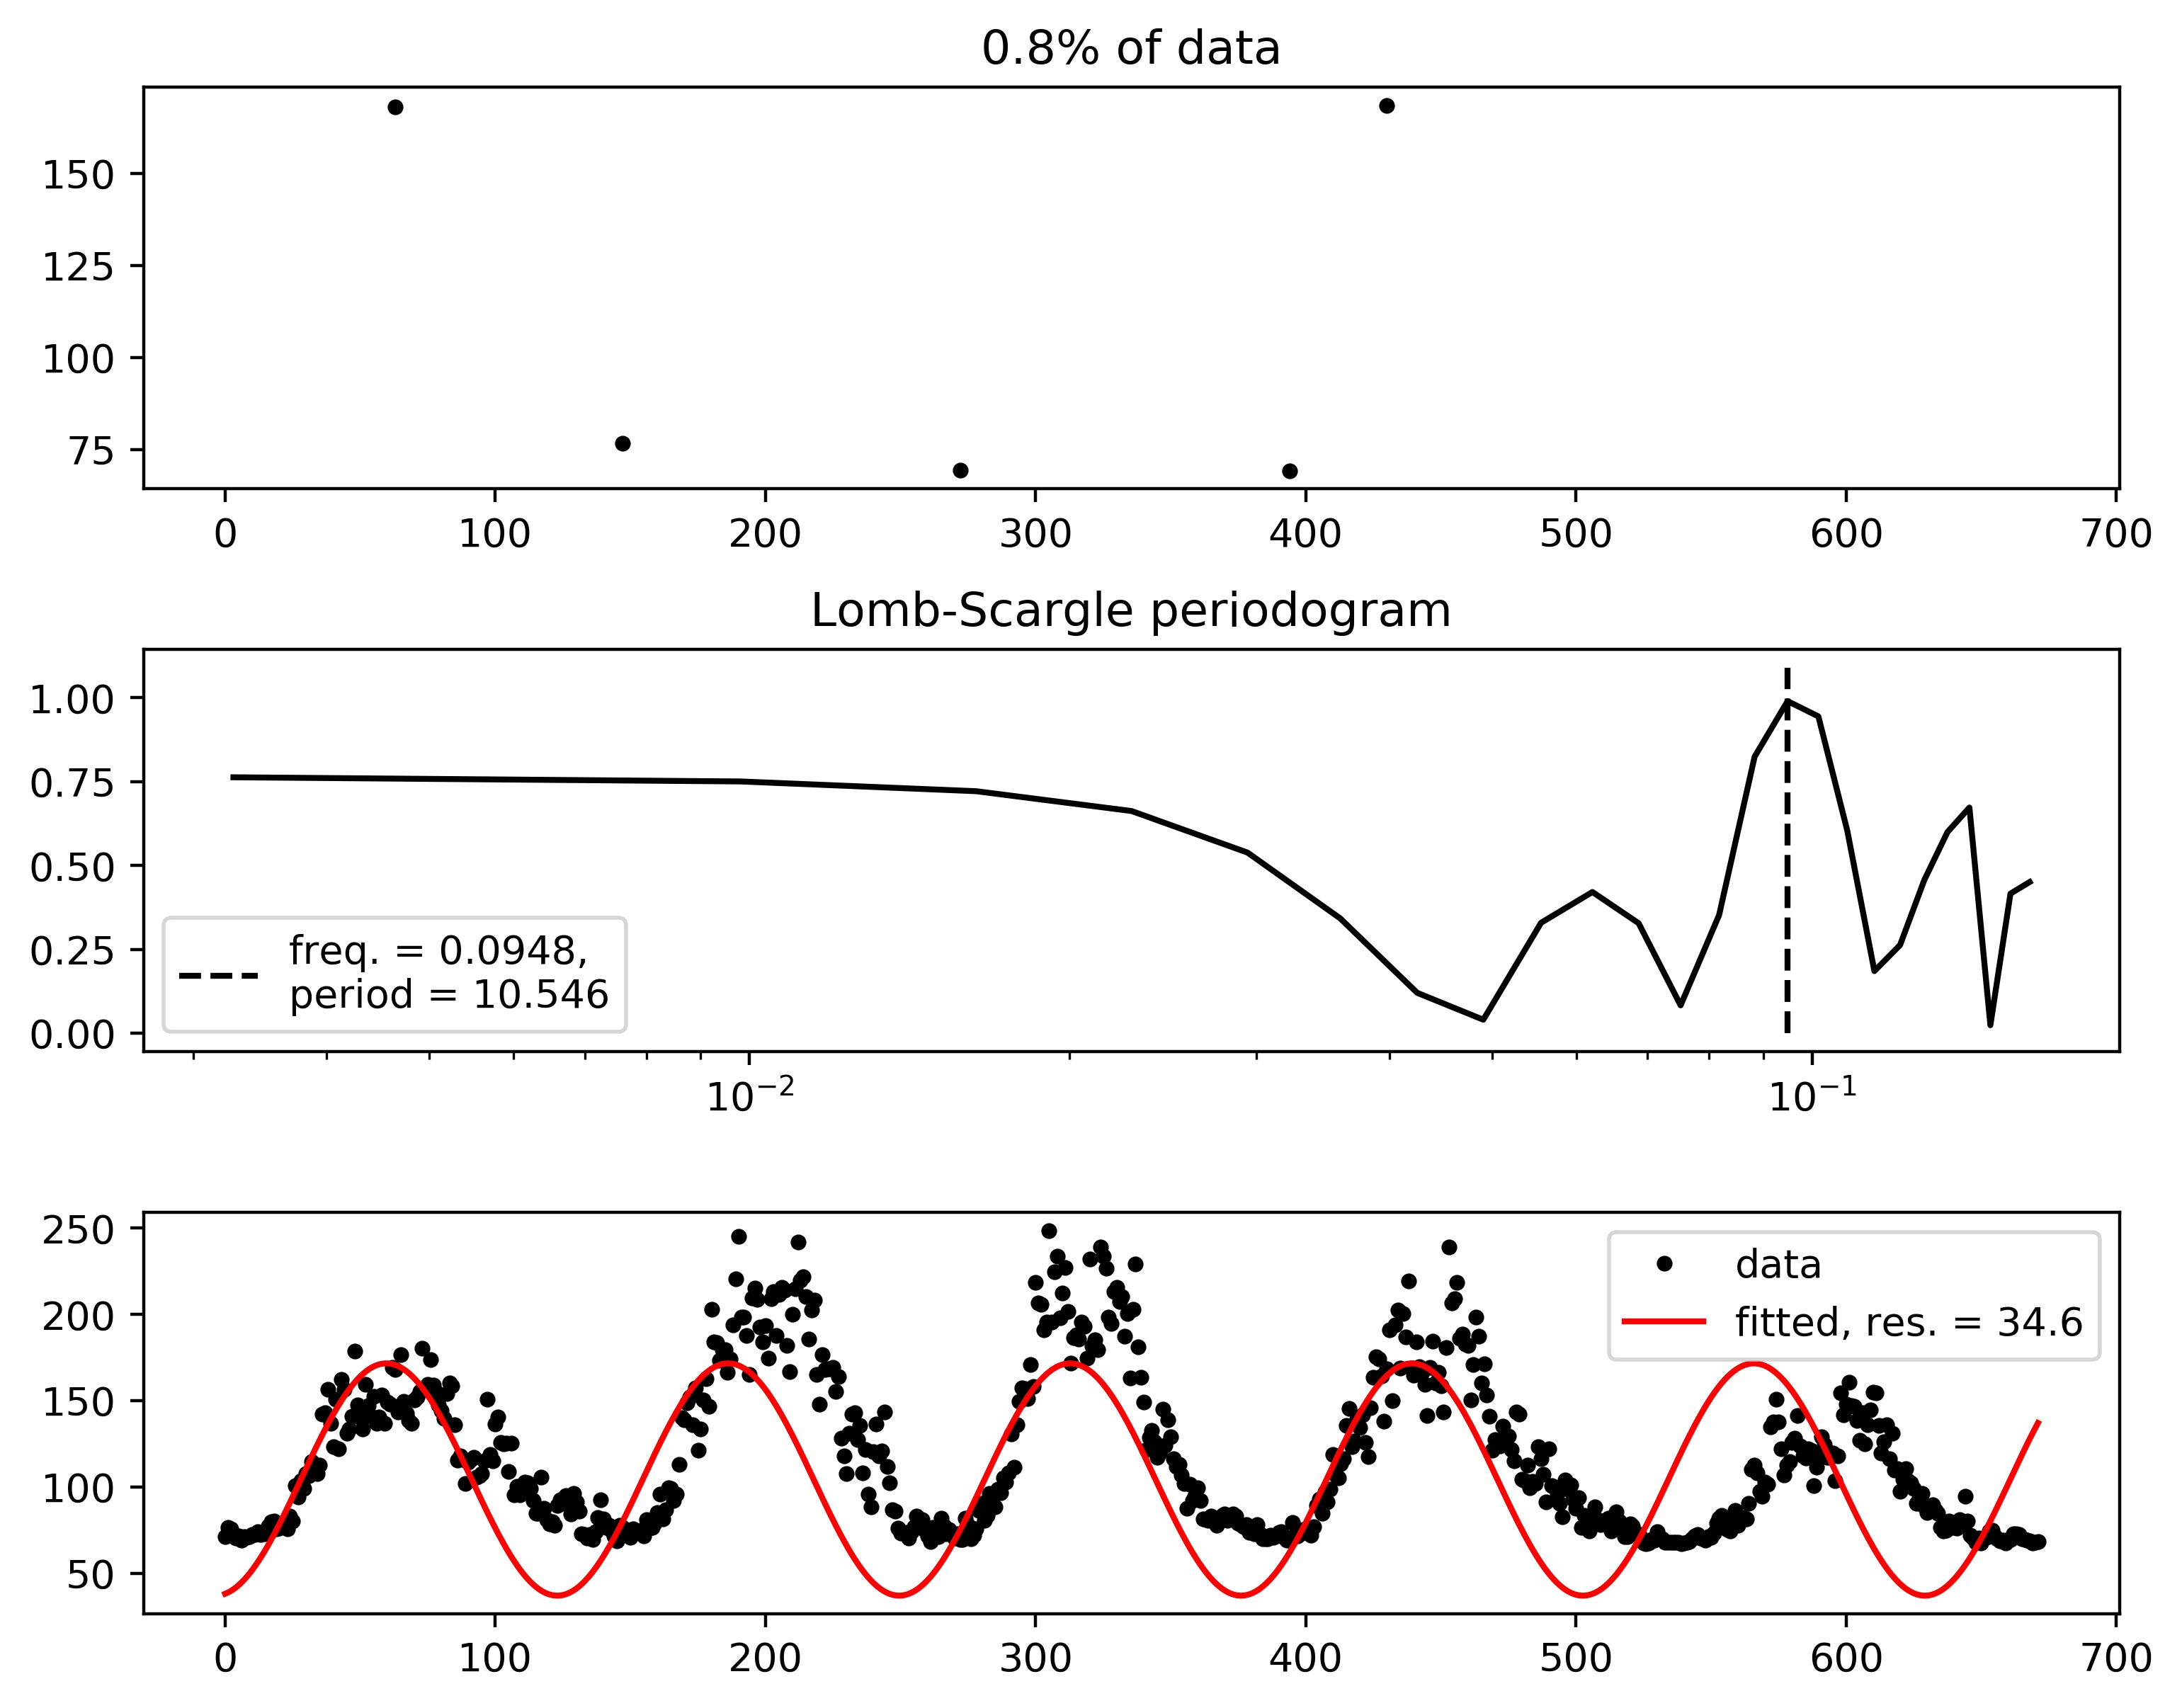 0.8% of data
150
125
100
75
0 100 200 300 400 500 600 700
Lomb-Scargle periodogram
1.00
0.75
0.50
0.25
0.00
freq. = 0.0948,
period = 10.546
10⁻² 10⁻¹
250
200
150
100
50
data
fitted, res. = 34.6
0 100 200 300 400 500 600 700